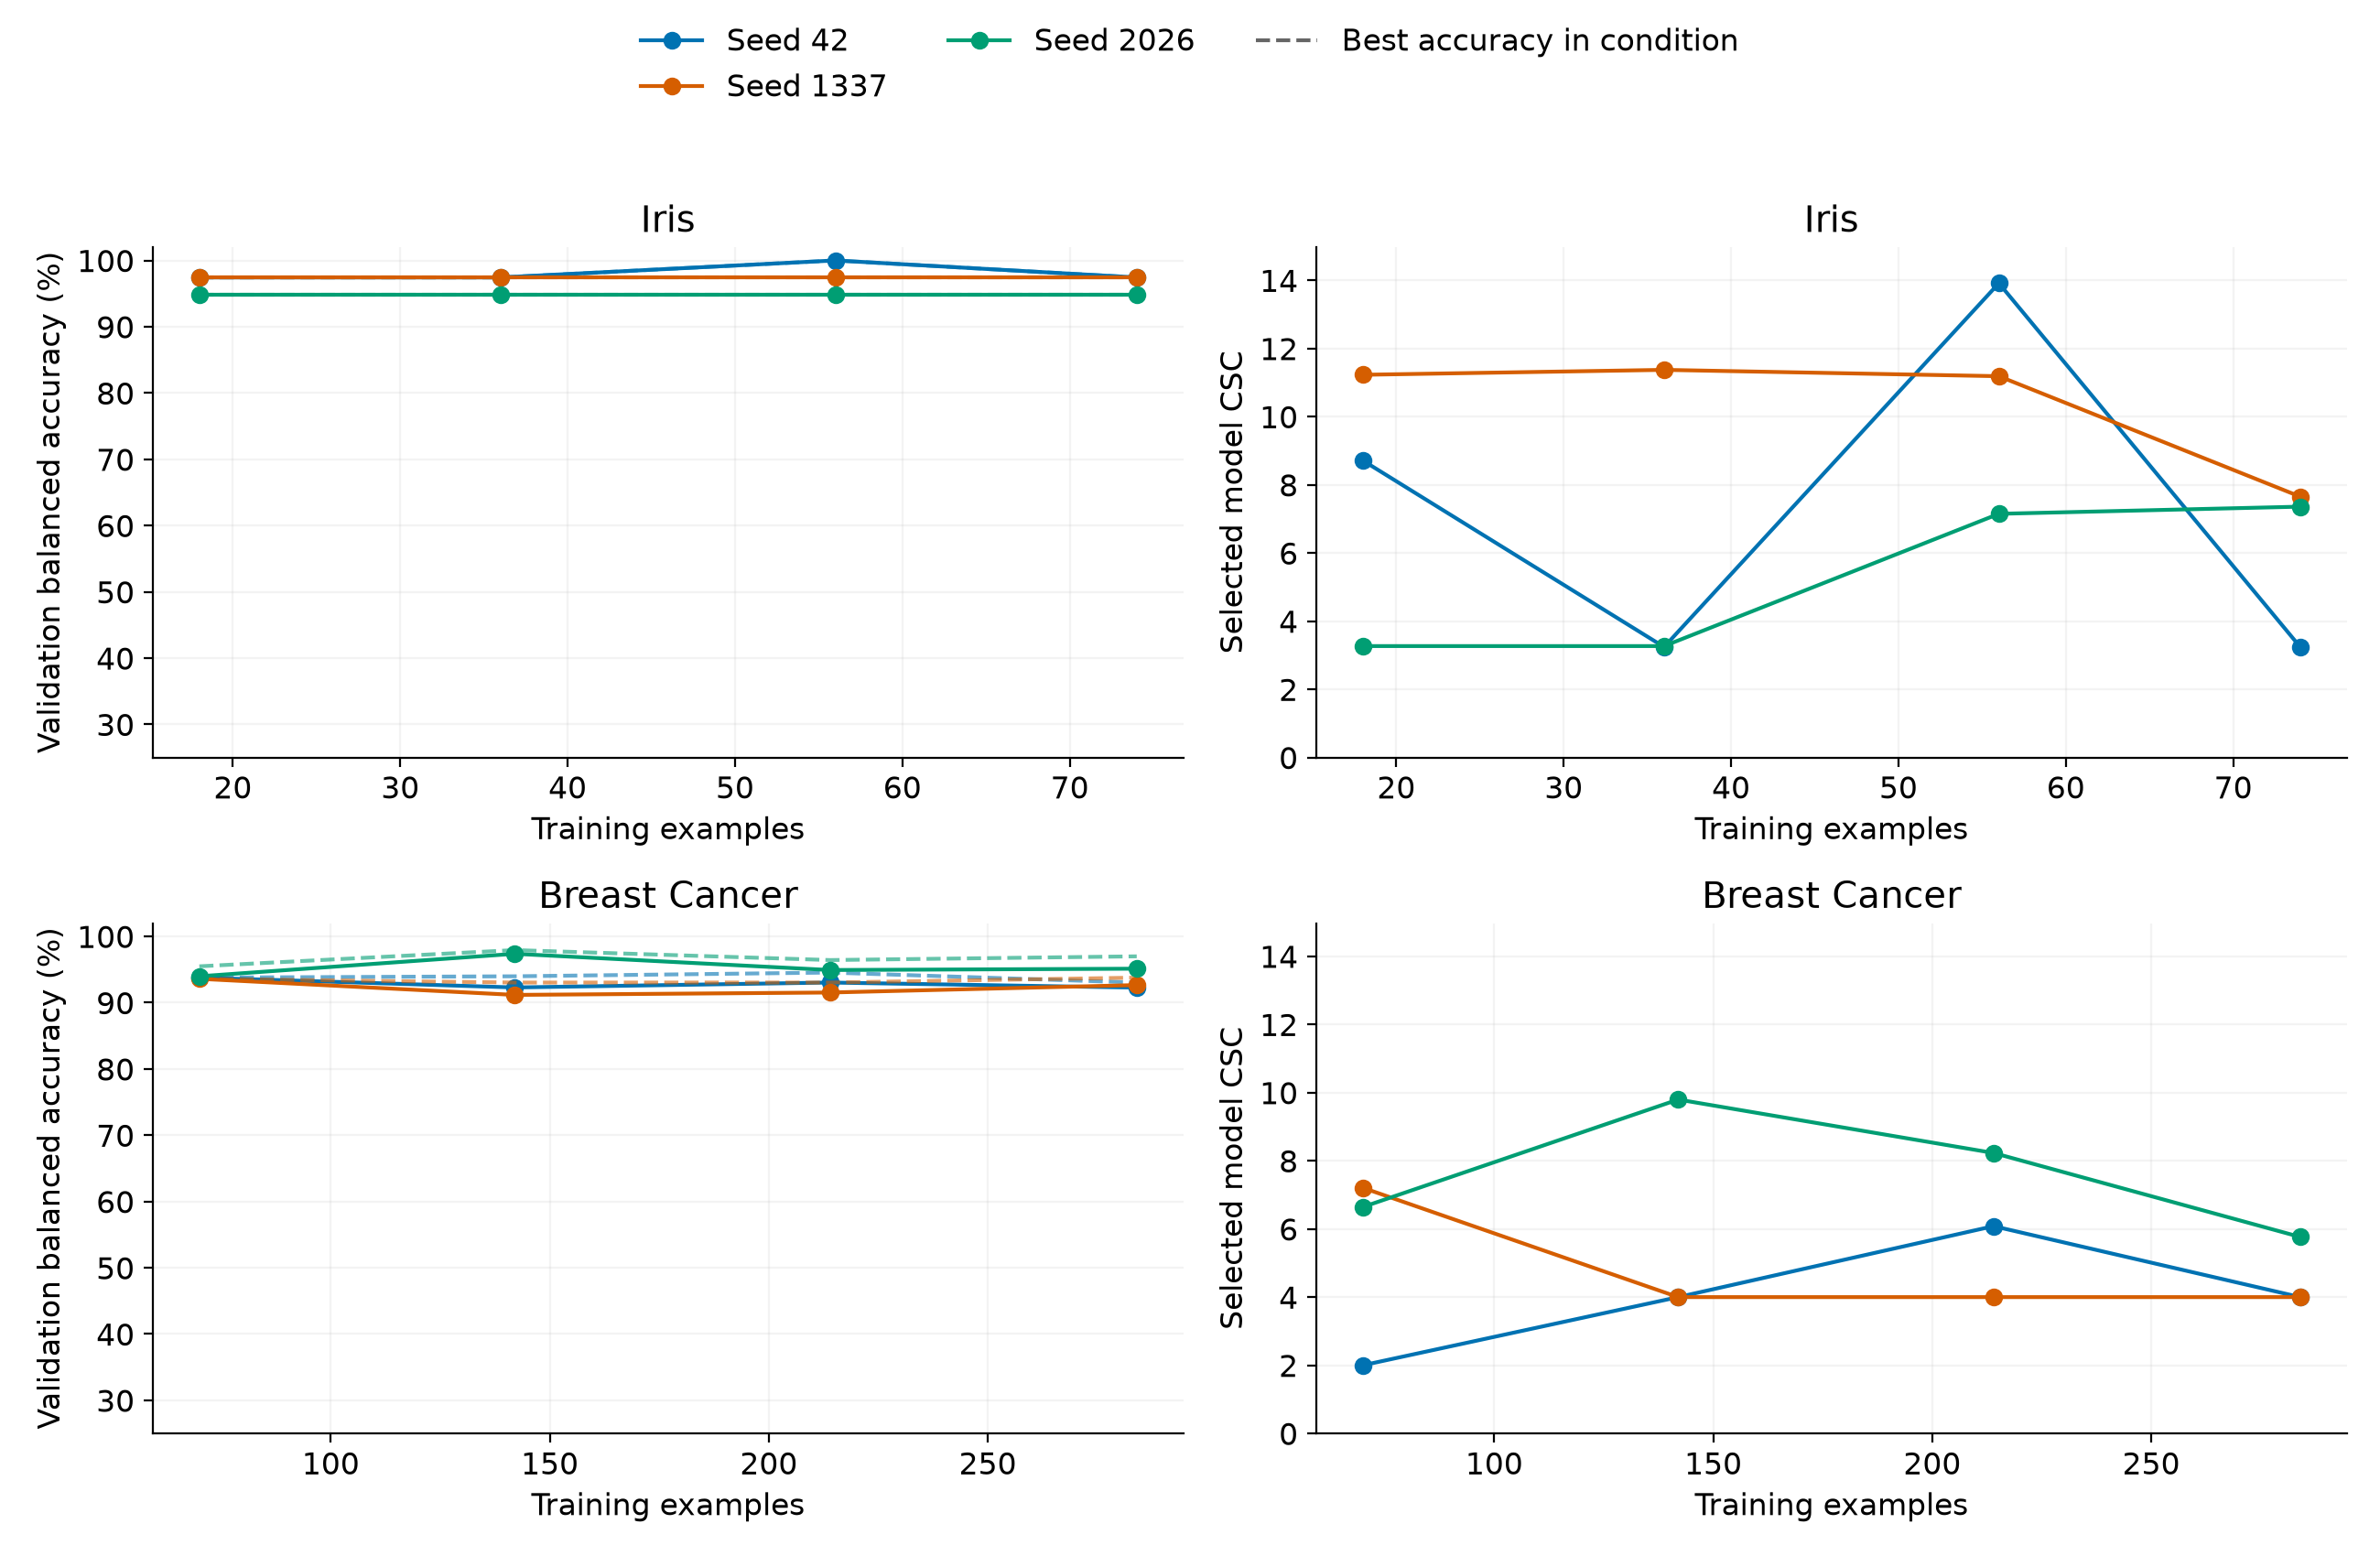 Seed 42
Seed 1337
Seed 2026
Best accuracy in condition
Iris
Validation balanced accuracy (%)
100
90
80
70
60
50
40
30
20 30 40 50 60 70
Training examples
Iris
Selected model CSC
14
12
10
8
6
4
2
0
20 30 40 50 60 70
Training examples
Breast Cancer
Validation balanced accuracy (%)
100
90
80
70
60
50
40
30
100 150 200 250
Training examples
Breast Cancer
Selected model CSC
14
12
10
8
6
4
2
0
100 150 200 250
Training examples